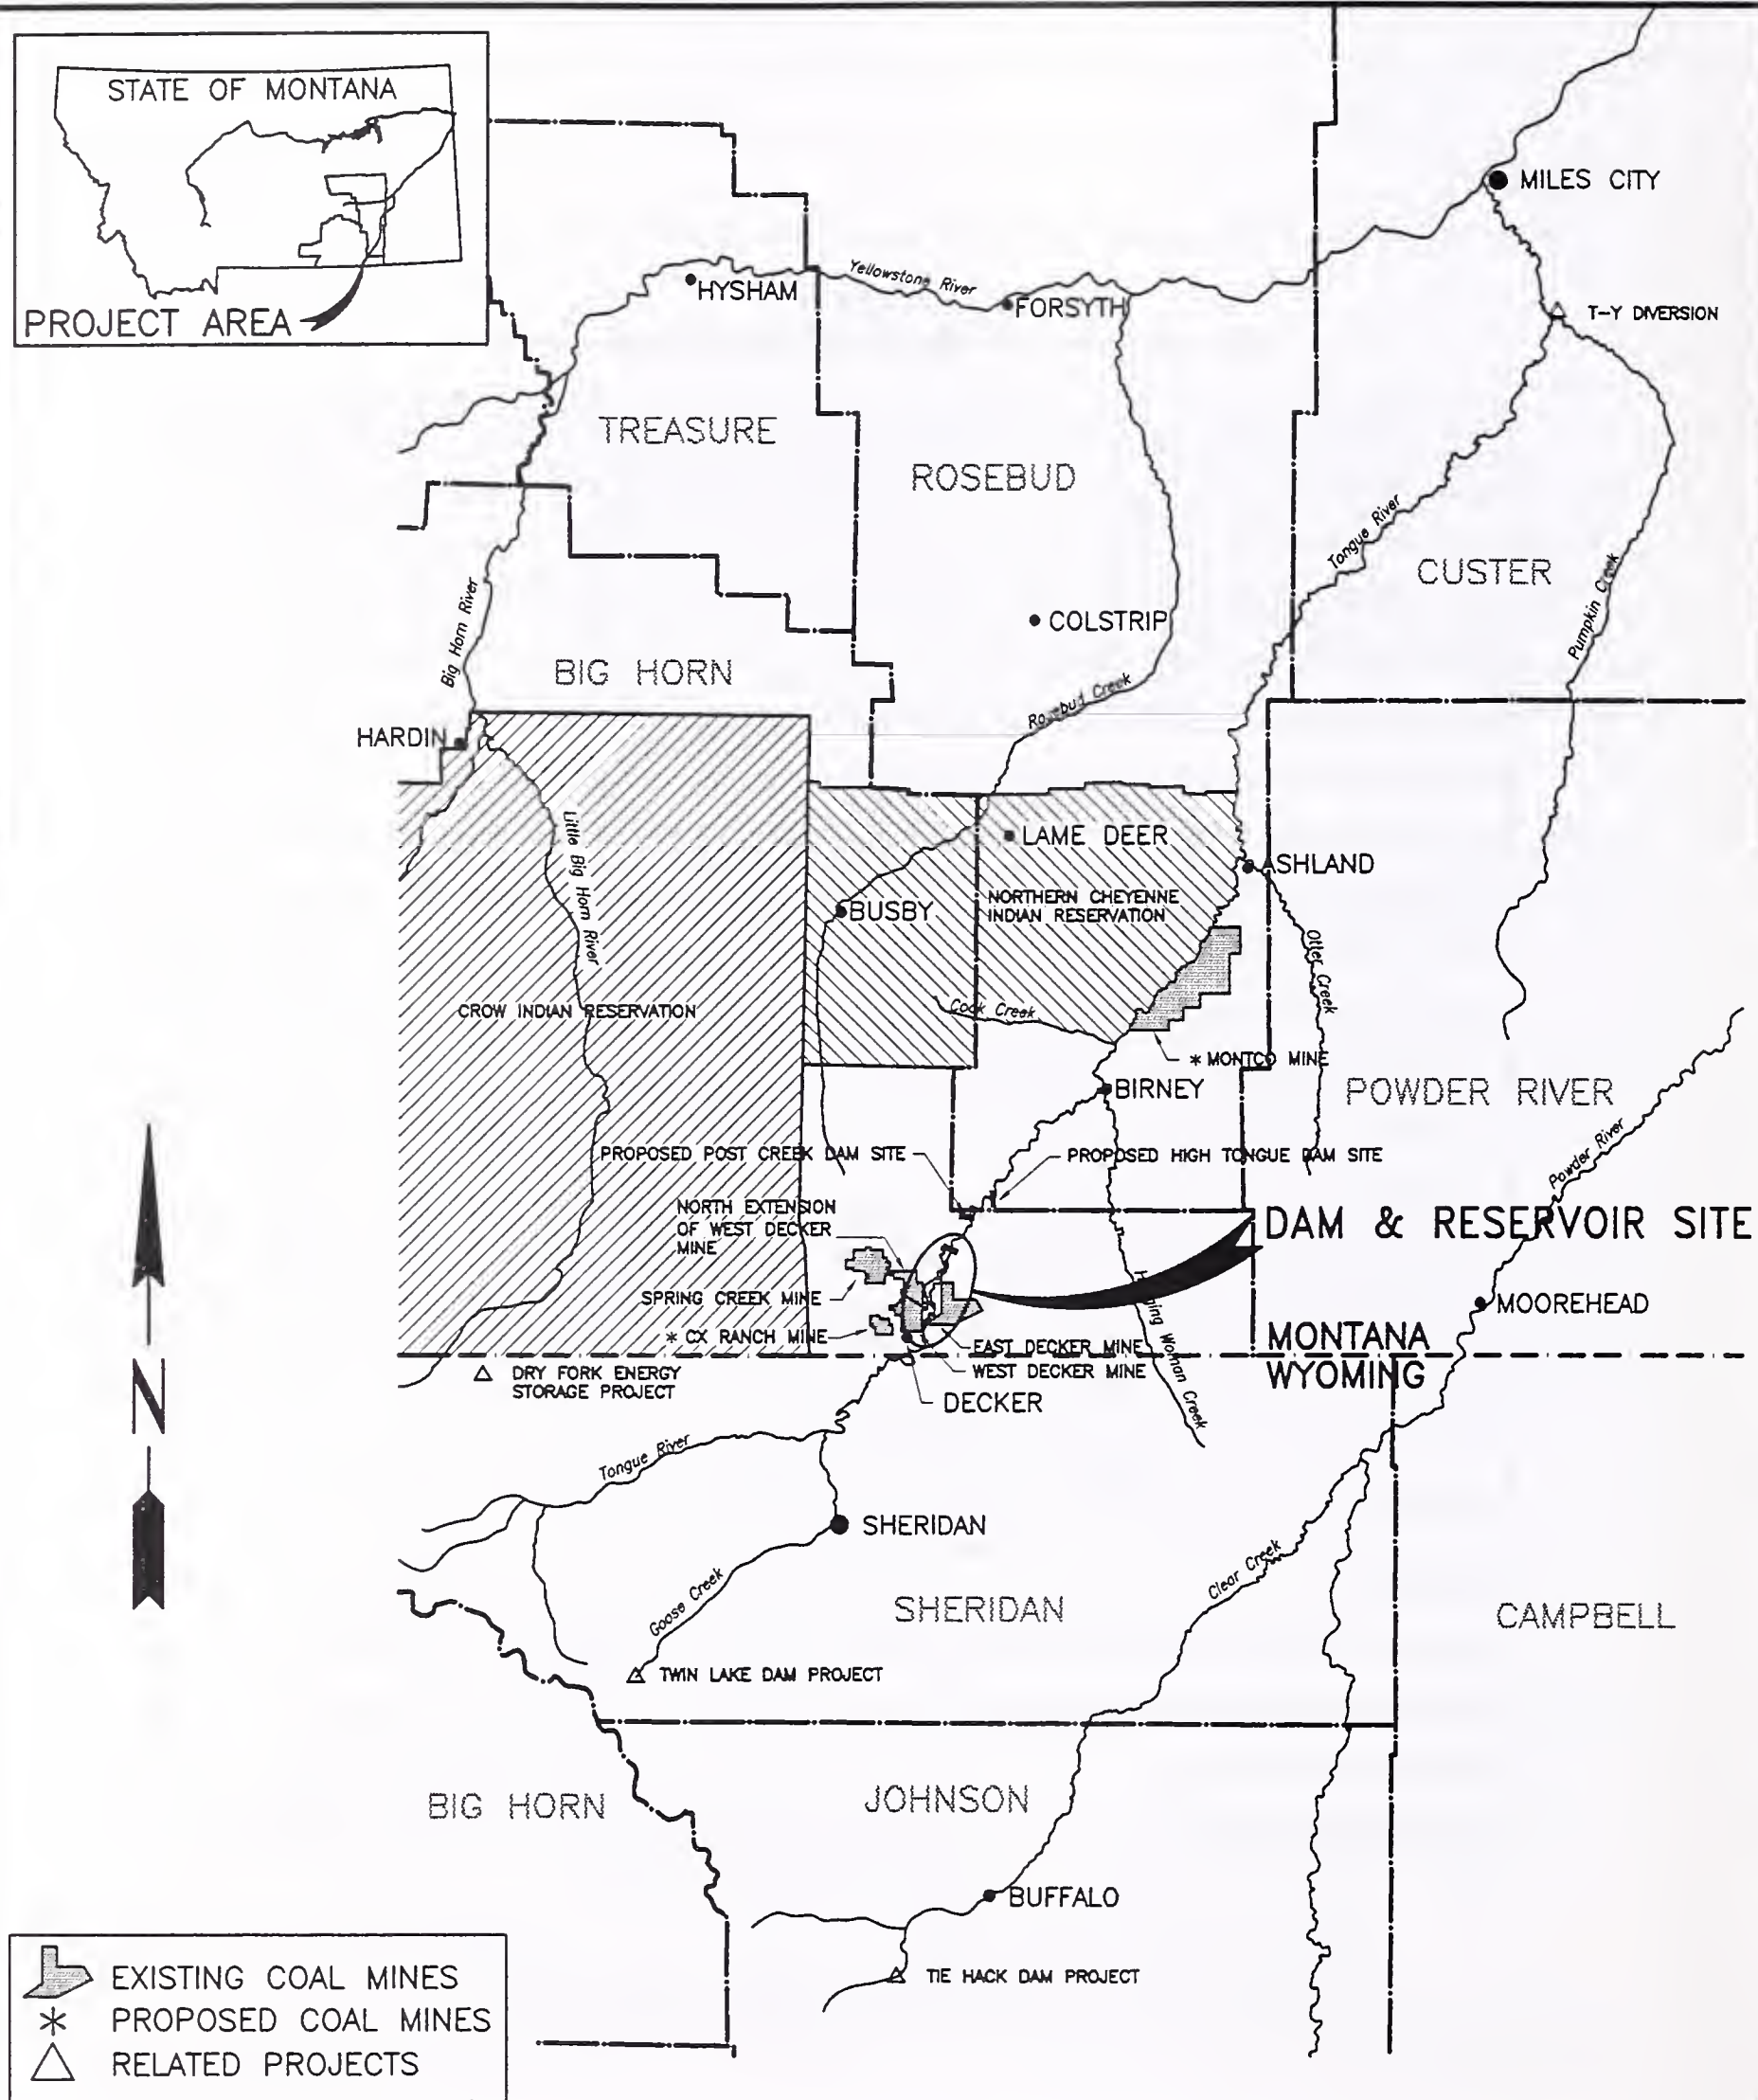 STATE OF MONTANA
PROJECT AREA
MILES CITY
HYSHAM
Yellowstone River
FORSYTH
T-Y DIVERSION
TREASURE
ROSEBUD
Tongue River
CUSTER
Pumpkin Creek
Big Horn River
COLSTRIP
BIG HORN
Rosebud Creek
HARDIN
Little Big Horn River
LAME DEER
ASHLAND
NORTHERN CHEYENNE
INDIAN RESERVATION
BUSBY
Otter Creek
CROW INDIAN RESERVATION
Cook Creek
* MONTCO MINE
BIRNEY
POWDER RIVER
Powder River
PROPOSED POST CREEK DAM SITE
PROPOSED HIGH TONGUE DAM SITE
NORTH EXTENSION
OF WEST DECKER
MINE
DAM & RESERVOIR SITE
SPRING CREEK MINE
MOOREHEAD
* CX RANCH MINE
EAST DECKER MINE
WEST DECKER MINE
Woman Creek
MONTANA
WYOMING
DRY FORK ENERGY
STORAGE PROJECT
DECKER
N
Tongue River
SHERIDAN
Goose Creek
Clear Creek
SHERIDAN
CAMPBELL
TWIN LAKE DAM PROJECT
BIG HORN
JOHNSON
BUFFALO
TIE HACK DAM PROJECT
EXISTING COAL MINES
* PROPOSED COAL MINES
RELATED PROJECTS